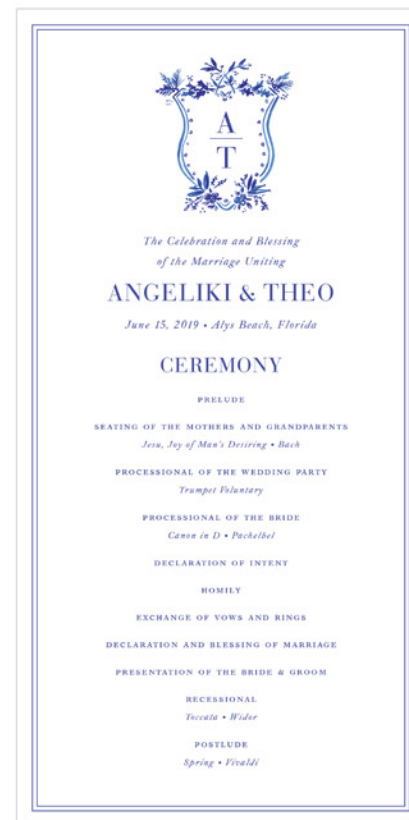 A
T
The Celebration and Blessing
of the Marriage Uniting
ANGELIKI & THEO
June 15, 2019 • Alys Beach, Florida
CEREMONY
PRELUDE
SEATING OF THE MOTHERS AND GRANDPARENTS
Jesu, Joy of Man's Desiring • Bach
PROCESSIONAL OF THE WEDDING PARTY
Trumpet Voluntary
PROCESSIONAL OF THE BRIDE
Canon in D • Pachelbel
DECLARATION OF INTENT
HOMILY
EXCHANGE OF VOWS AND RINGS
DECLARATION AND BLESSING OF MARRIAGE
PRESENTATION OF THE BRIDE & GROOM
RECESSIONAL
Toccata • Widor
POSTLUDE
Spring • Vivaldi